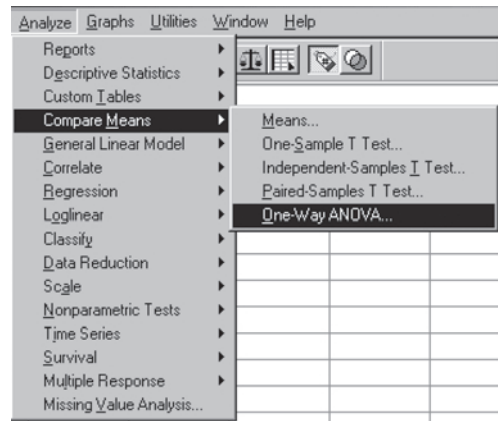 Analyze Graphs Utilities Window Help
Reports
Descriptive Statistics
Custom Tables
Compare Means
General Linear Model
Correlate
Regression
Loglinear
Classify
Data Reduction
Scale
Nonparametric Tests
Time Series
Survival
Multiple Response
Missing Value Analysis...
Means...
One-Sample T Test...
Independent-Samples T Test...
Paired-Samples T Test...
One-Way ANOVA...